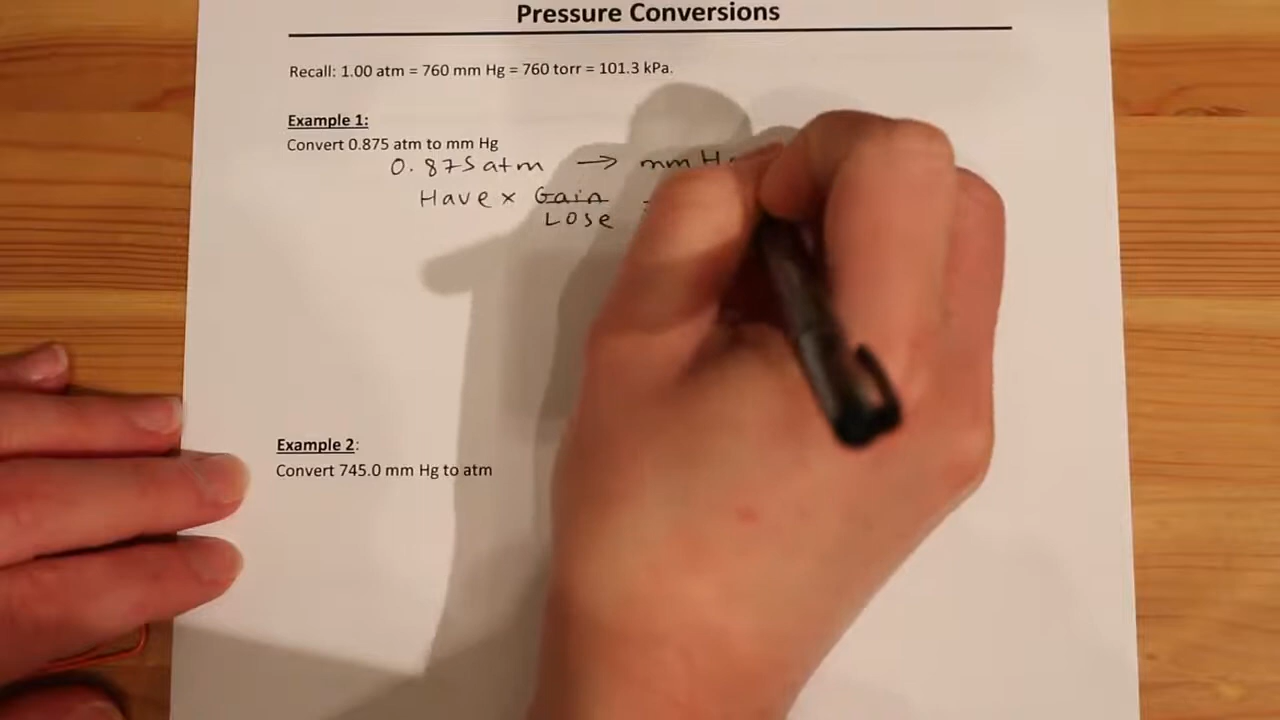 Pressure Conversions
Recall: 1.00 atm = 760 mm Hg = 760 torr = 101.3 kPa.
Example 1:
Convert 0.875 atm to mm Hg
0.875 atm → mm
Have x Gain
Lose
Example 2:
Convert 745.0 mm Hg to atm